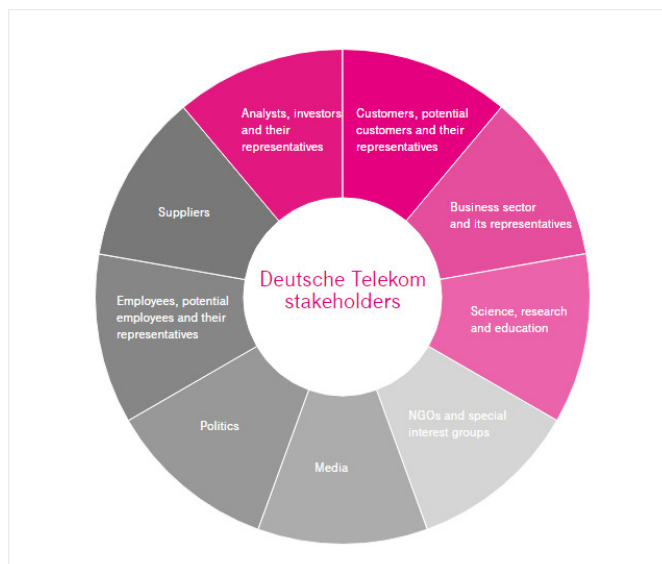 Analysts, investors
and their
representatives
Customers, potential
customers and their
representatives
Business sector
and its representatives
Science, research
and education
NGOs and special
interest groups
Media
Politics
Employees, potential
employees and their
representatives
Suppliers
Deutsche Telekom
stakeholders